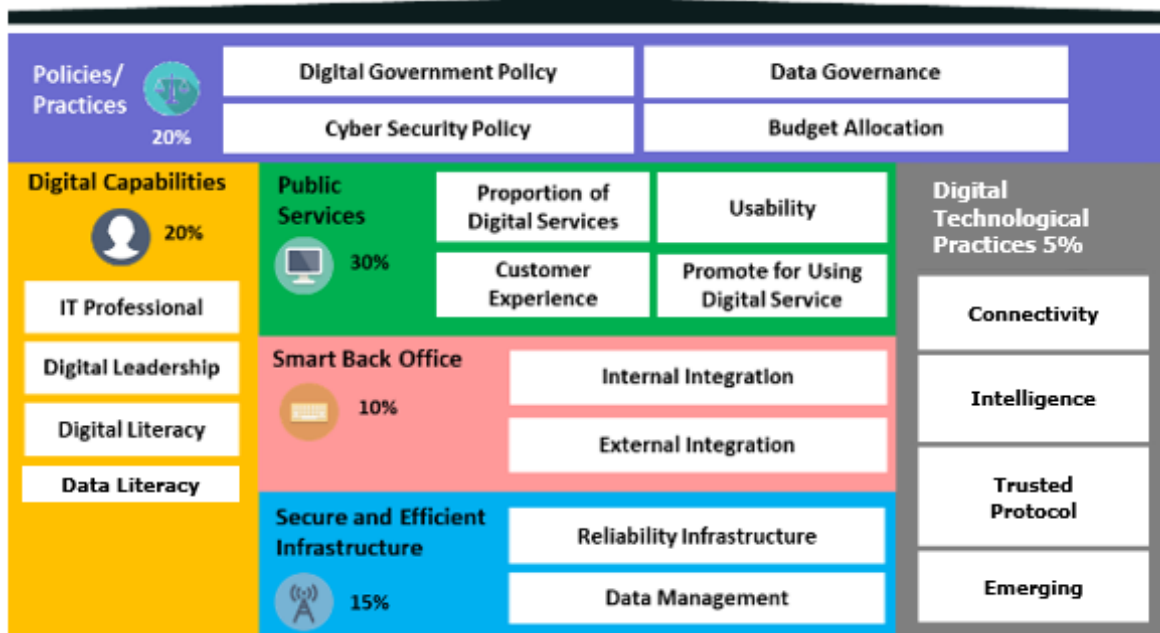 Policies/
Practices
20%
Digital Government Policy
Data Governance
Cyber Security Policy
Budget Allocation
Digital Capabilities
20%
IT Professional
Digital Leadership
Digital Literacy
Data Literacy
Public
Services
30%
Proportion of
Digital Services
Usability
Customer
Experience
Promote for Using
Digital Service
Smart Back Office
10%
Internal Integration
External Integration
Secure and Efficient
Infrastructure
15%
Reliability Infrastructure
Data Management
Digital
Technological
Practices 5%
Connectivity
Intelligence
Trusted
Protocol
Emerging